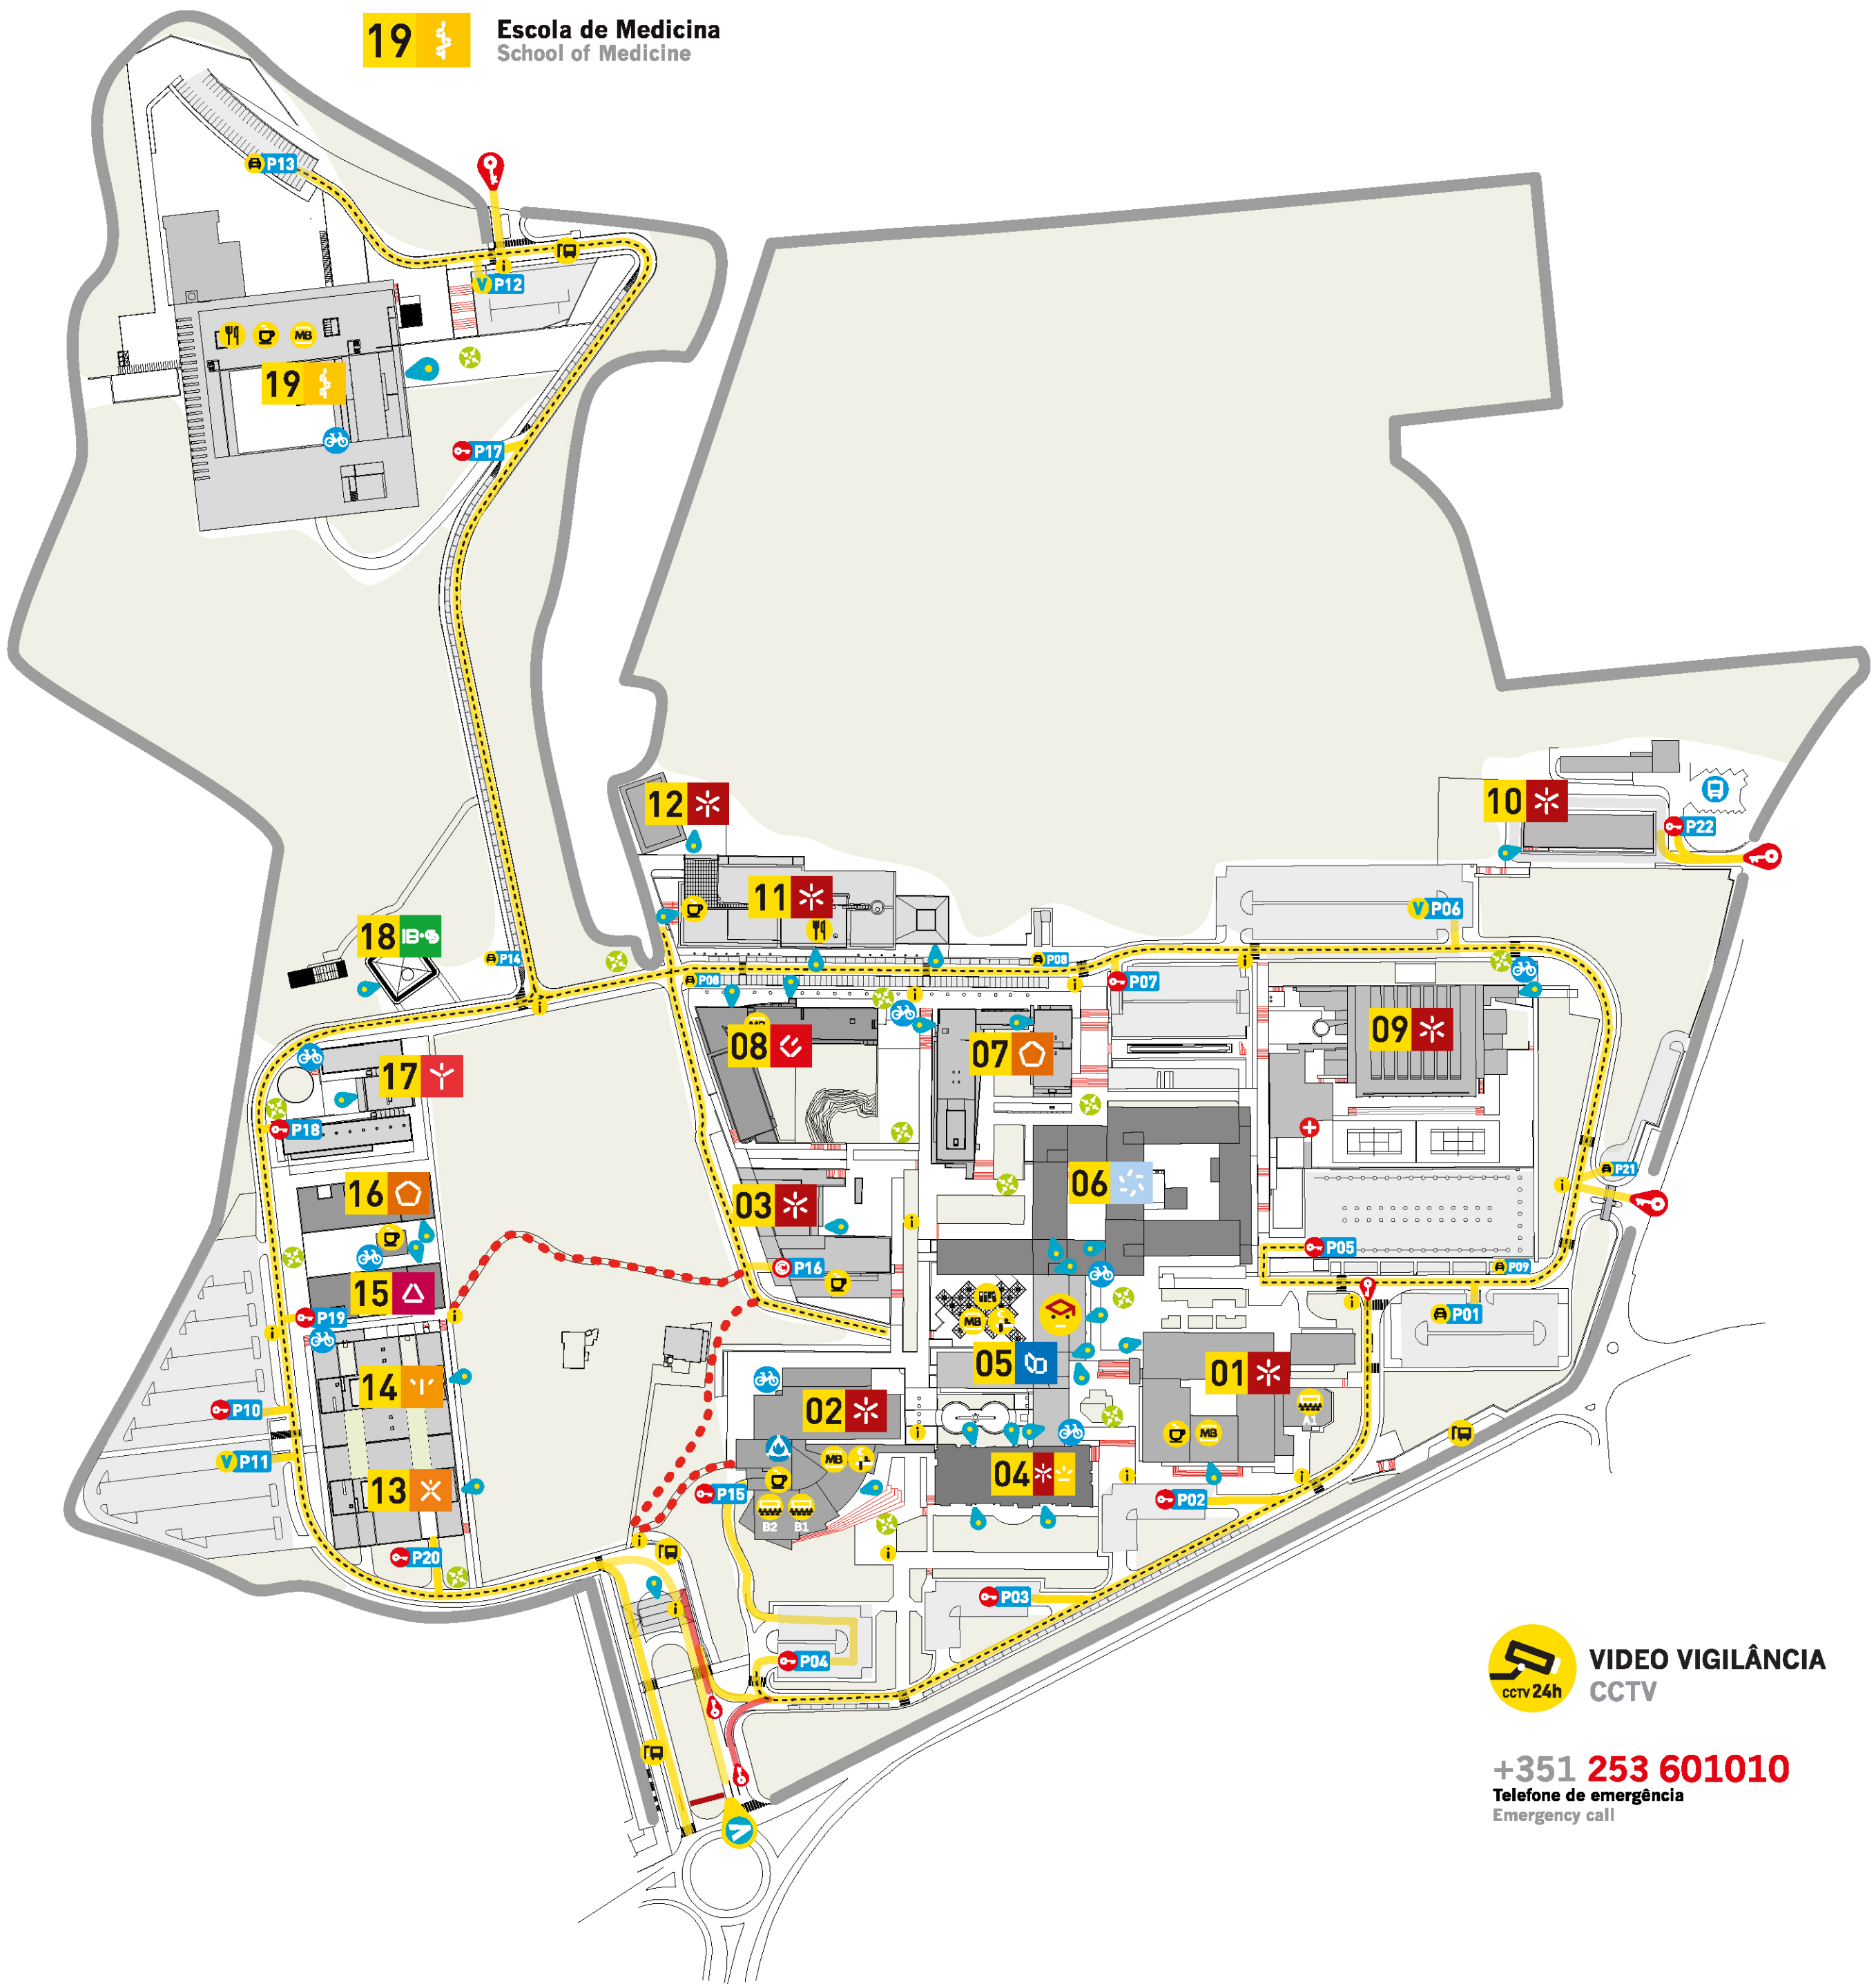 19
Escola de Medicina
School of Medicine
P13
P12
MB
19
P17
12
10
P22
11
P06
18 IB·S
P14
P08
P08
P07
MB
08
07
09
17
P18
16
03
06
P21
15
P16
P05
P09
P19
MB
P01
14
05
01
P10
02
A1
P11
MB
MB
13
04
P15
B2
B1
P02
P20
P03
P04
CCTV 24h
VIDEO VIGILÂNCIA
CCTV
+351 253 601010
Telefone de emergência
Emergency call